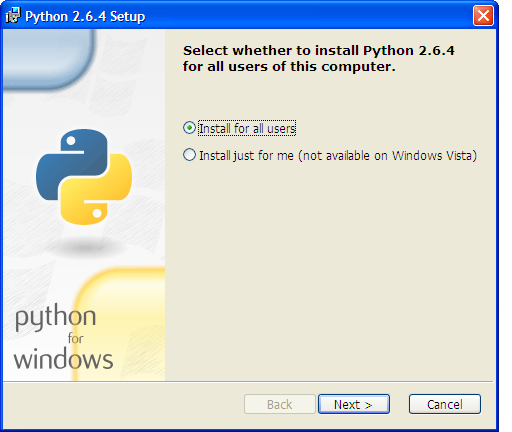 Python 2.6.4 Setup
Select whether to install Python 2.6.4
for all users of this computer.
Install for all users
Install just for me (not available on Windows Vista)
python
for
windows
Back
Next >
Cancel